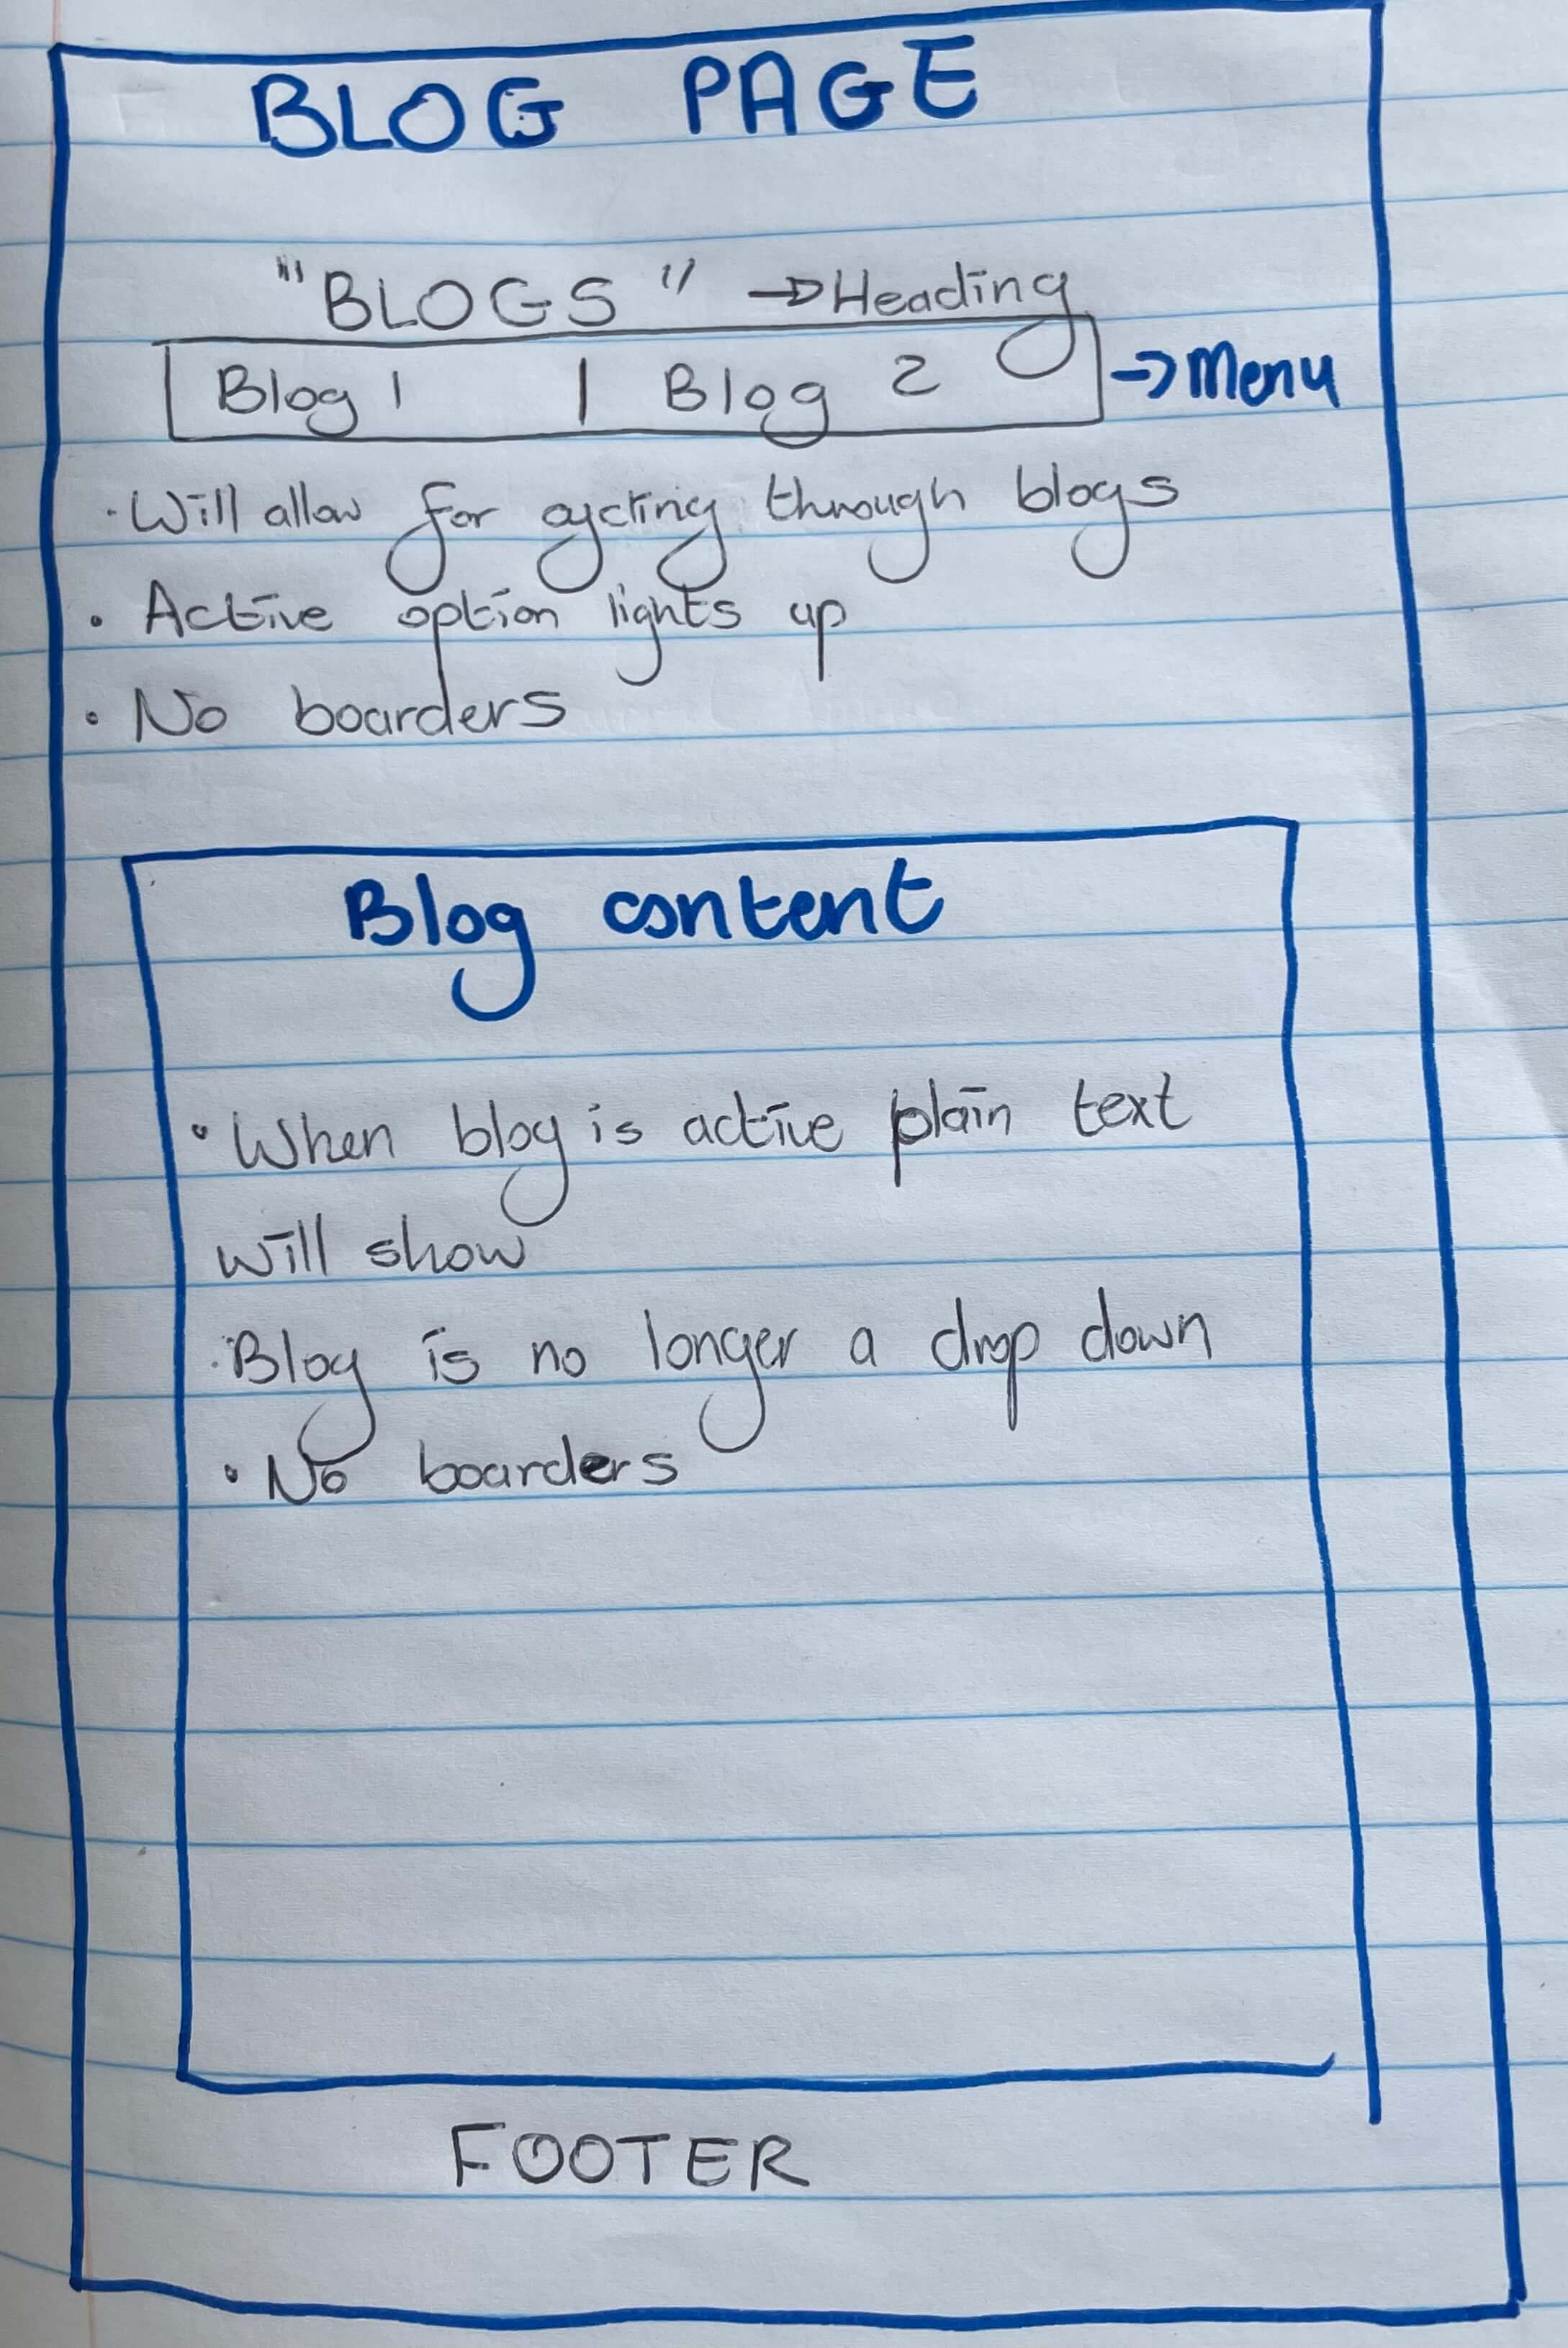 BLOG PAGE
"BLOGS" → Heading
Blog 1 | Blog 2 → Menu
· Will allow for cycling through blogs
· Active option lights up
· No boarders
Blog content
· When blog is active plain text
will show
· Blog is no longer a drop down
· No boarders
FOOTER